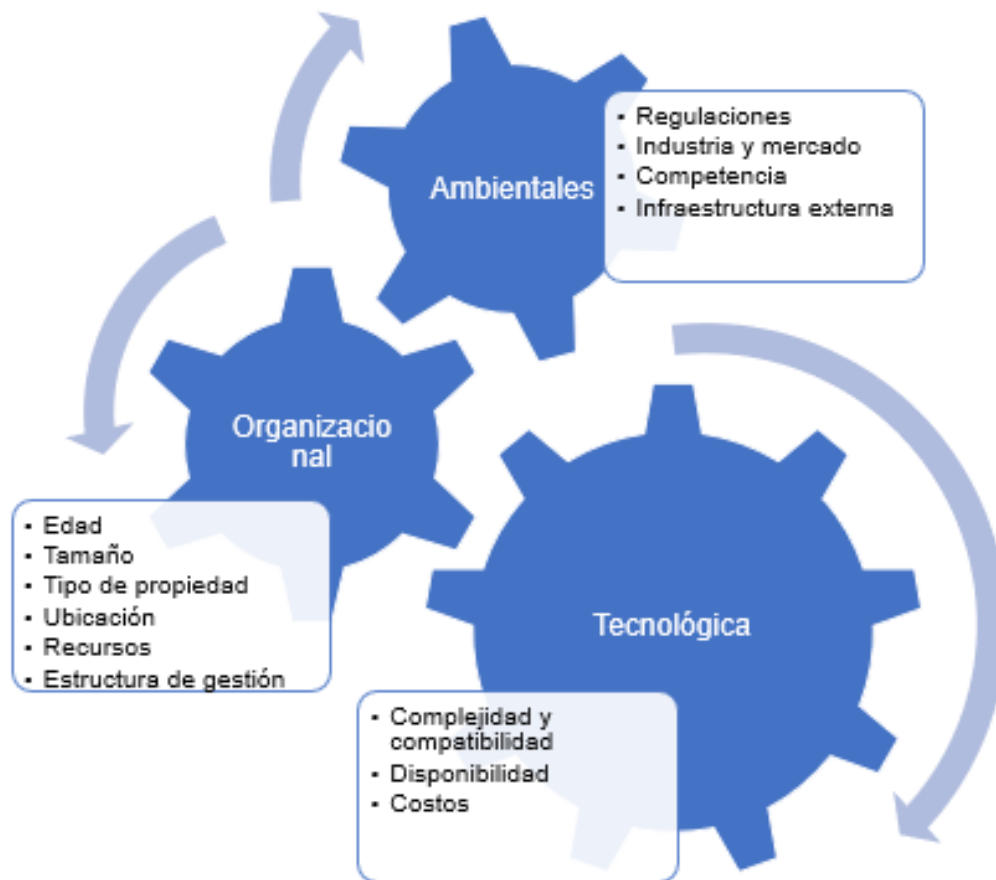 Ambientales
▪ Regulaciones
▪ Industria y mercado
▪ Competencia
▪ Infraestructura externa
Organizacio
nal
▪ Edad
▪ Tamaño
▪ Tipo de propiedad
▪ Ubicación
▪ Recursos
▪ Estructura de gestión
Tecnológica
▪ Complejidad y
compatibilidad
▪ Disponibilidad
▪ Costos